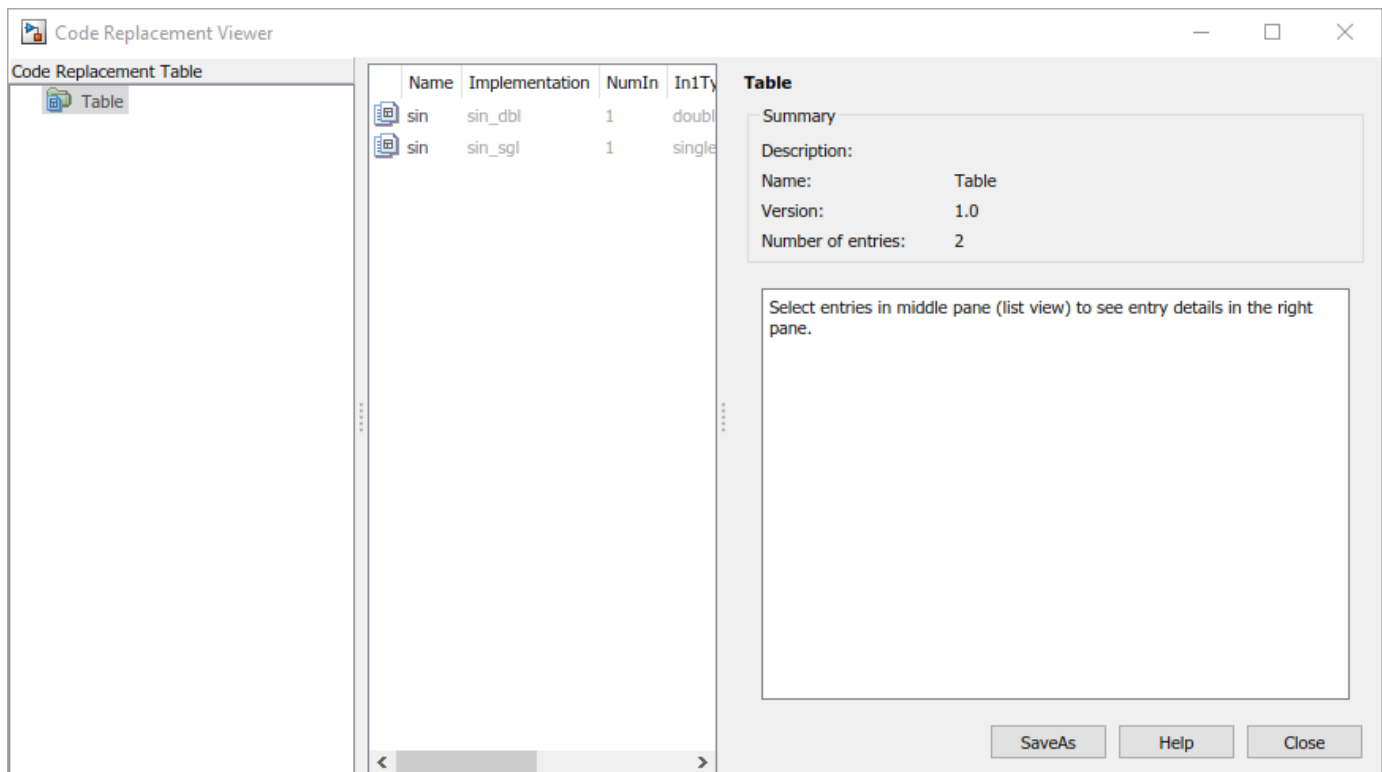 Code Replacement Viewer
Code Replacement Table
Table
Name Implementation NumIn In1Ty
sin sin_dbl 1 doubl
sin sin_sgl 1 single
Table
Summary
Description:
Name: Table
Version: 1.0
Number of entries: 2
Select entries in middle pane (list view) to see entry details in the right
pane.
SaveAs Help Close